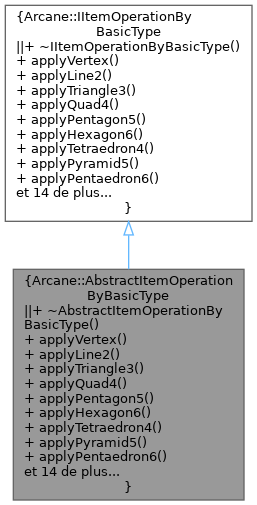 {Arcane::IItemOperationBy
BasicType
||+ ~IItemOperationByBasicType()
+ applyVertex()
+ applyLine2()
+ applyTriangle3()
+ applyQuad4()
+ applyPentagon5()
+ applyHexagon6()
+ applyTetraedron4()
+ applyPyramid5()
+ applyPentaedron6()
et 14 de plus...
}
{Arcane::AbstractItemOperation
ByBasicType
||+ ~AbstractItemOperationBy
BasicType()
+ applyVertex()
+ applyLine2()
+ applyTriangle3()
+ applyQuad4()
+ applyPentagon5()
+ applyHexagon6()
+ applyTetraedron4()
+ applyPyramid5()
+ applyPentaedron6()
et 14 de plus...
}